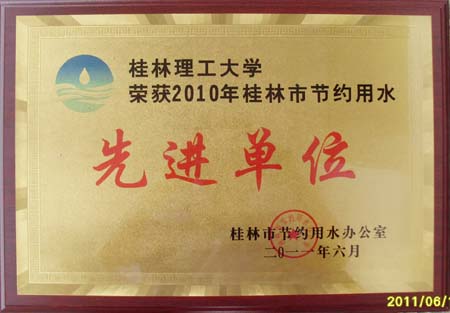 桂林理工大学
荣获2010年桂林市节约用水
先进单位
桂林市节约用水办公室
二〇一一年六月
2011/06/